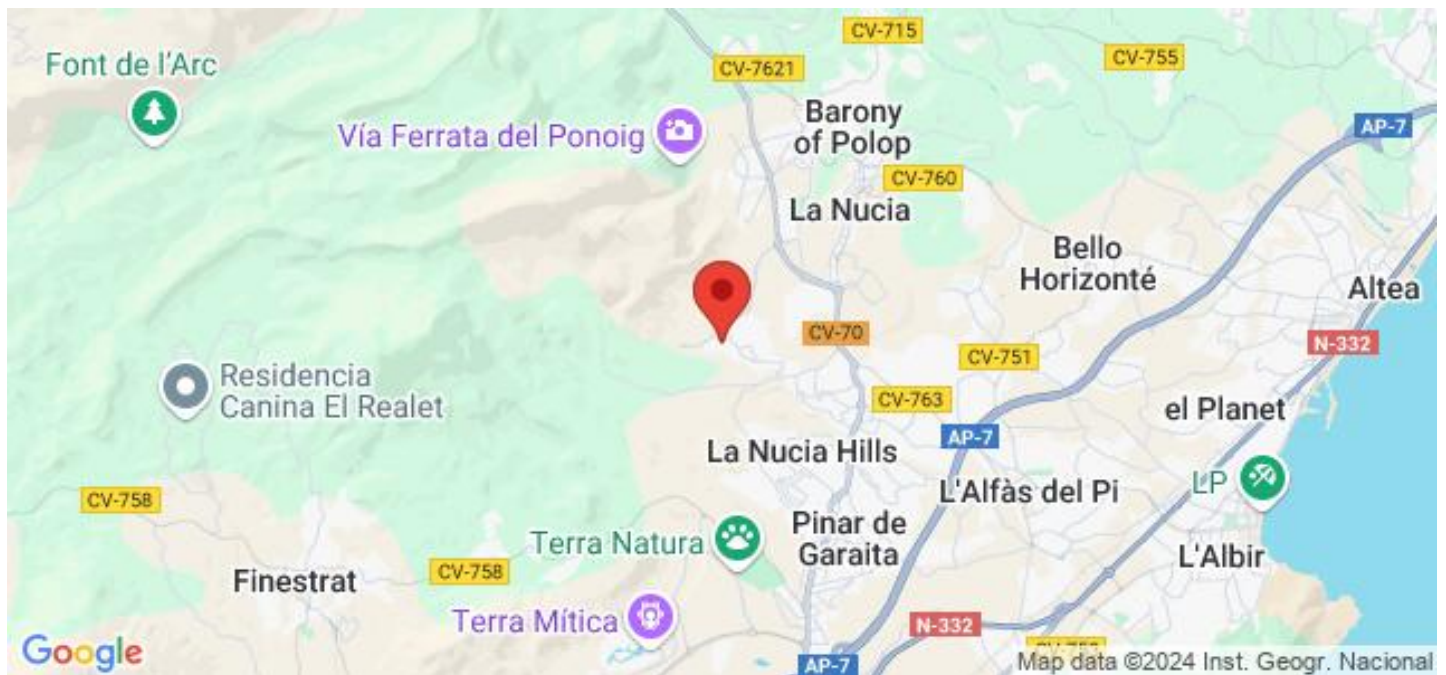 CV-715
Font de l'Arc
CV-7621
CV-755
Barony
of Polop
AP-7
Vía Ferrata del Ponoig
CV-760
La Nucia
Bello
Horizonté
Altea
CV-70
N-332
CV-751
Residencia
Canina El Realet
CV-763
el Planet
AP-7
La Nucia Hills
LP
CV-758
L'Alfàs del Pi
Pinar de
Garaita
Terra Natura
L'Albir
Finestrat
CV-758
Terra Mítica
N-332
Google
AP-7
Map data ©2024 Inst. Geogr. Nacional